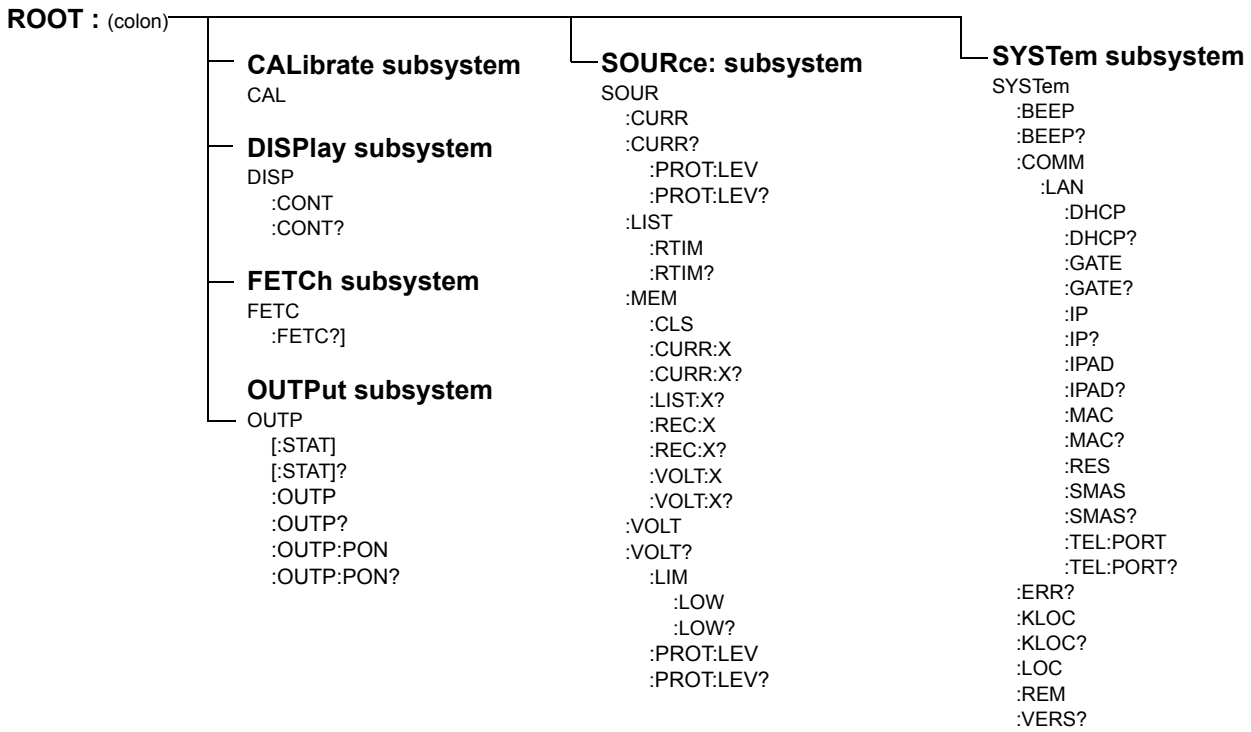 ROOT : (colon)
CALibrate subsystem
CAL
DISPlay subsystem
DISP
:CONT
:CONT?
FETCh subsystem
FETC
:FETC?]
OUTPut subsystem
OUTP
[:STAT]
[:STAT]?
:OUTP
:OUTP?
:OUTP:PON
:OUTP:PON?
SOURce: subsystem
SOUR
:CURR
:CURR?
:PROT:LEV
:PROT:LEV?
:LIST
:RTIM
:RTIM?
:MEM
:CLS
:CURR:X
:CURR:X?
:LIST:X?
:REC:X
:REC:X?
:VOLT:X
:VOLT:X?
:VOLT
:VOLT?
:LIM
:LOW
:LOW?
:PROT:LEV
:PROT:LEV?
SYSTem subsystem
SYSTem
:BEEP
:BEEP?
:COMM
:LAN
:DHCP
:DHCP?
:GATE
:GATE?
:IP
:IP?
:IPAD
:IPAD?
:MAC
:MAC?
:RES
:SMAS
:SMAS?
:TEL:PORT
:TEL:PORT?
:ERR?
:KLOC
:KLOC?
:LOC
:REM
:VERS?